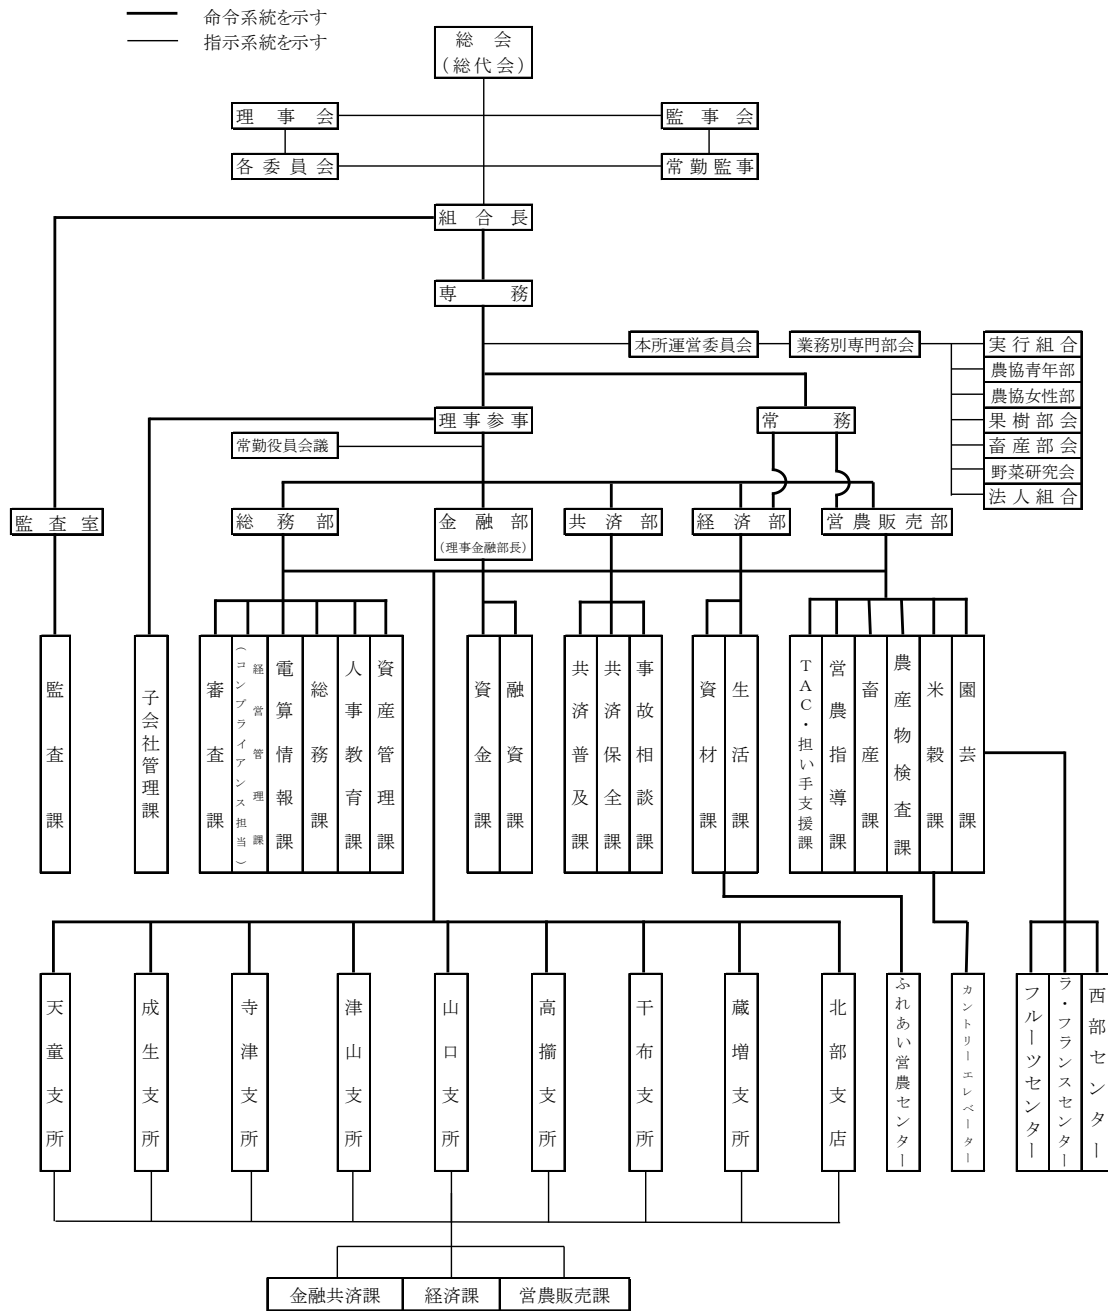 命令系統を示す
指示系統を示す
総会
(総代会)
理事会
監事会
各委員会
常勤監事
組合長
専務
本所運営委員会
業務別専門部会
実行組合
農協青年部
農協女性部
果樹部会
畜産部会
野菜研究会
法人組合
理事参事
常務
常勤役員会議
監査室
総務部
金融部
(理事金融部長)
共済部
経済部
営農販売部
監査課
子会社管理課
審査課
経営管理課
(コンプライアンス担当)
電算情報課
総務課
人事教育課
資産管理課
資金課
融資課
共済普及課
共済保全課
事故相談課
資材課
生活課
TAC・担い手支援課
営農指導課
畜産課
農産物検査課
米穀課
園芸課
天童支所
成生支所
寺津支所
津山支所
山口支所
高擶支所
干布支所
蔵増支所
北部支店
ふれあい営農センター
カントリーエレベーター
フルーツセンター
ラ・フランスセンター
西部センター
金融共済課
経済課
営農販売課